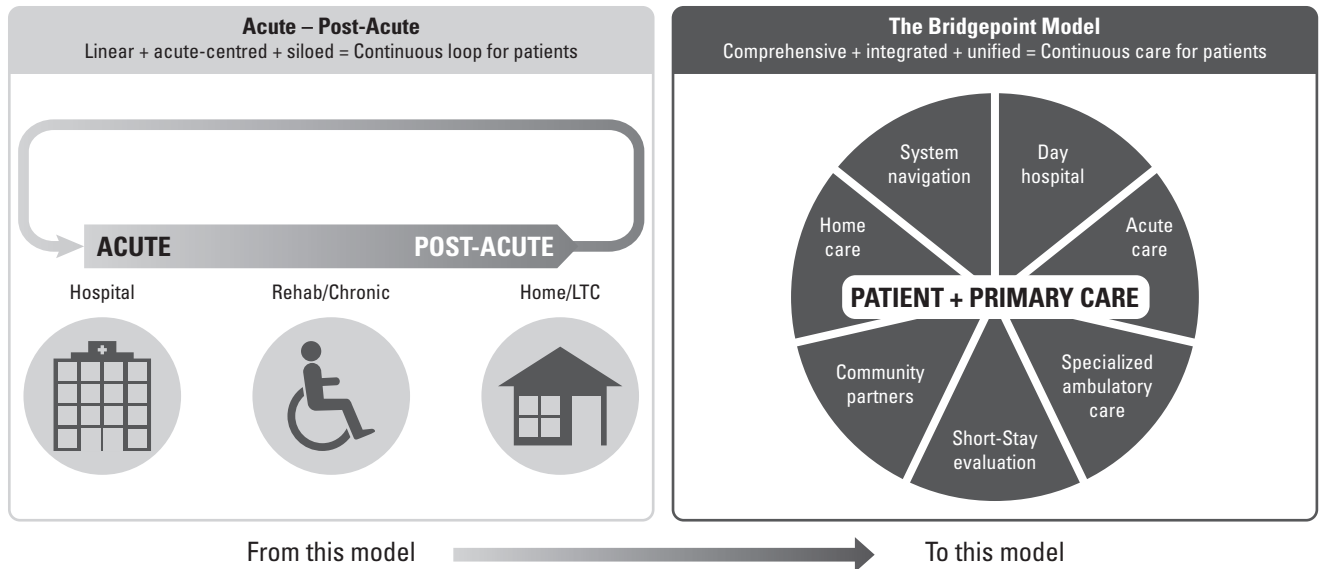 Acute – Post-Acute
Linear + acute-centred + siloed = Continuous loop for patients
ACUTE
POST-ACUTE
Hospital
Rehab/Chronic
Home/LTC
The Bridgepoint Model
Comprehensive + integrated + unified = Continuous care for patients
System
navigation
Day
hospital
Home
care
Acute
care
PATIENT + PRIMARY CARE
Community
partners
Specialized
ambulatory
care
Short-Stay
evaluation
From this model
To this model